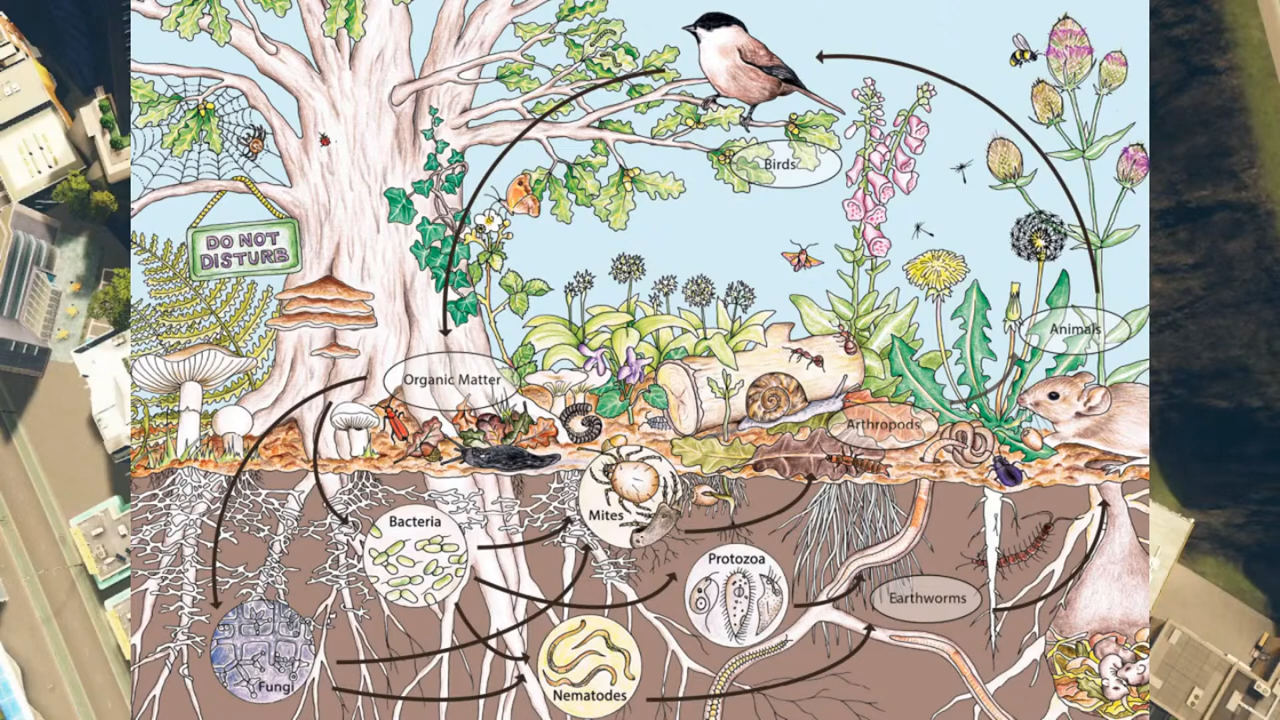 Birds
DO NOT
DISTURB
Animals
Organic Matter
Arthropods
Bacteria
Mites
Protozoa
Earthworms
Fungi
Nematodes